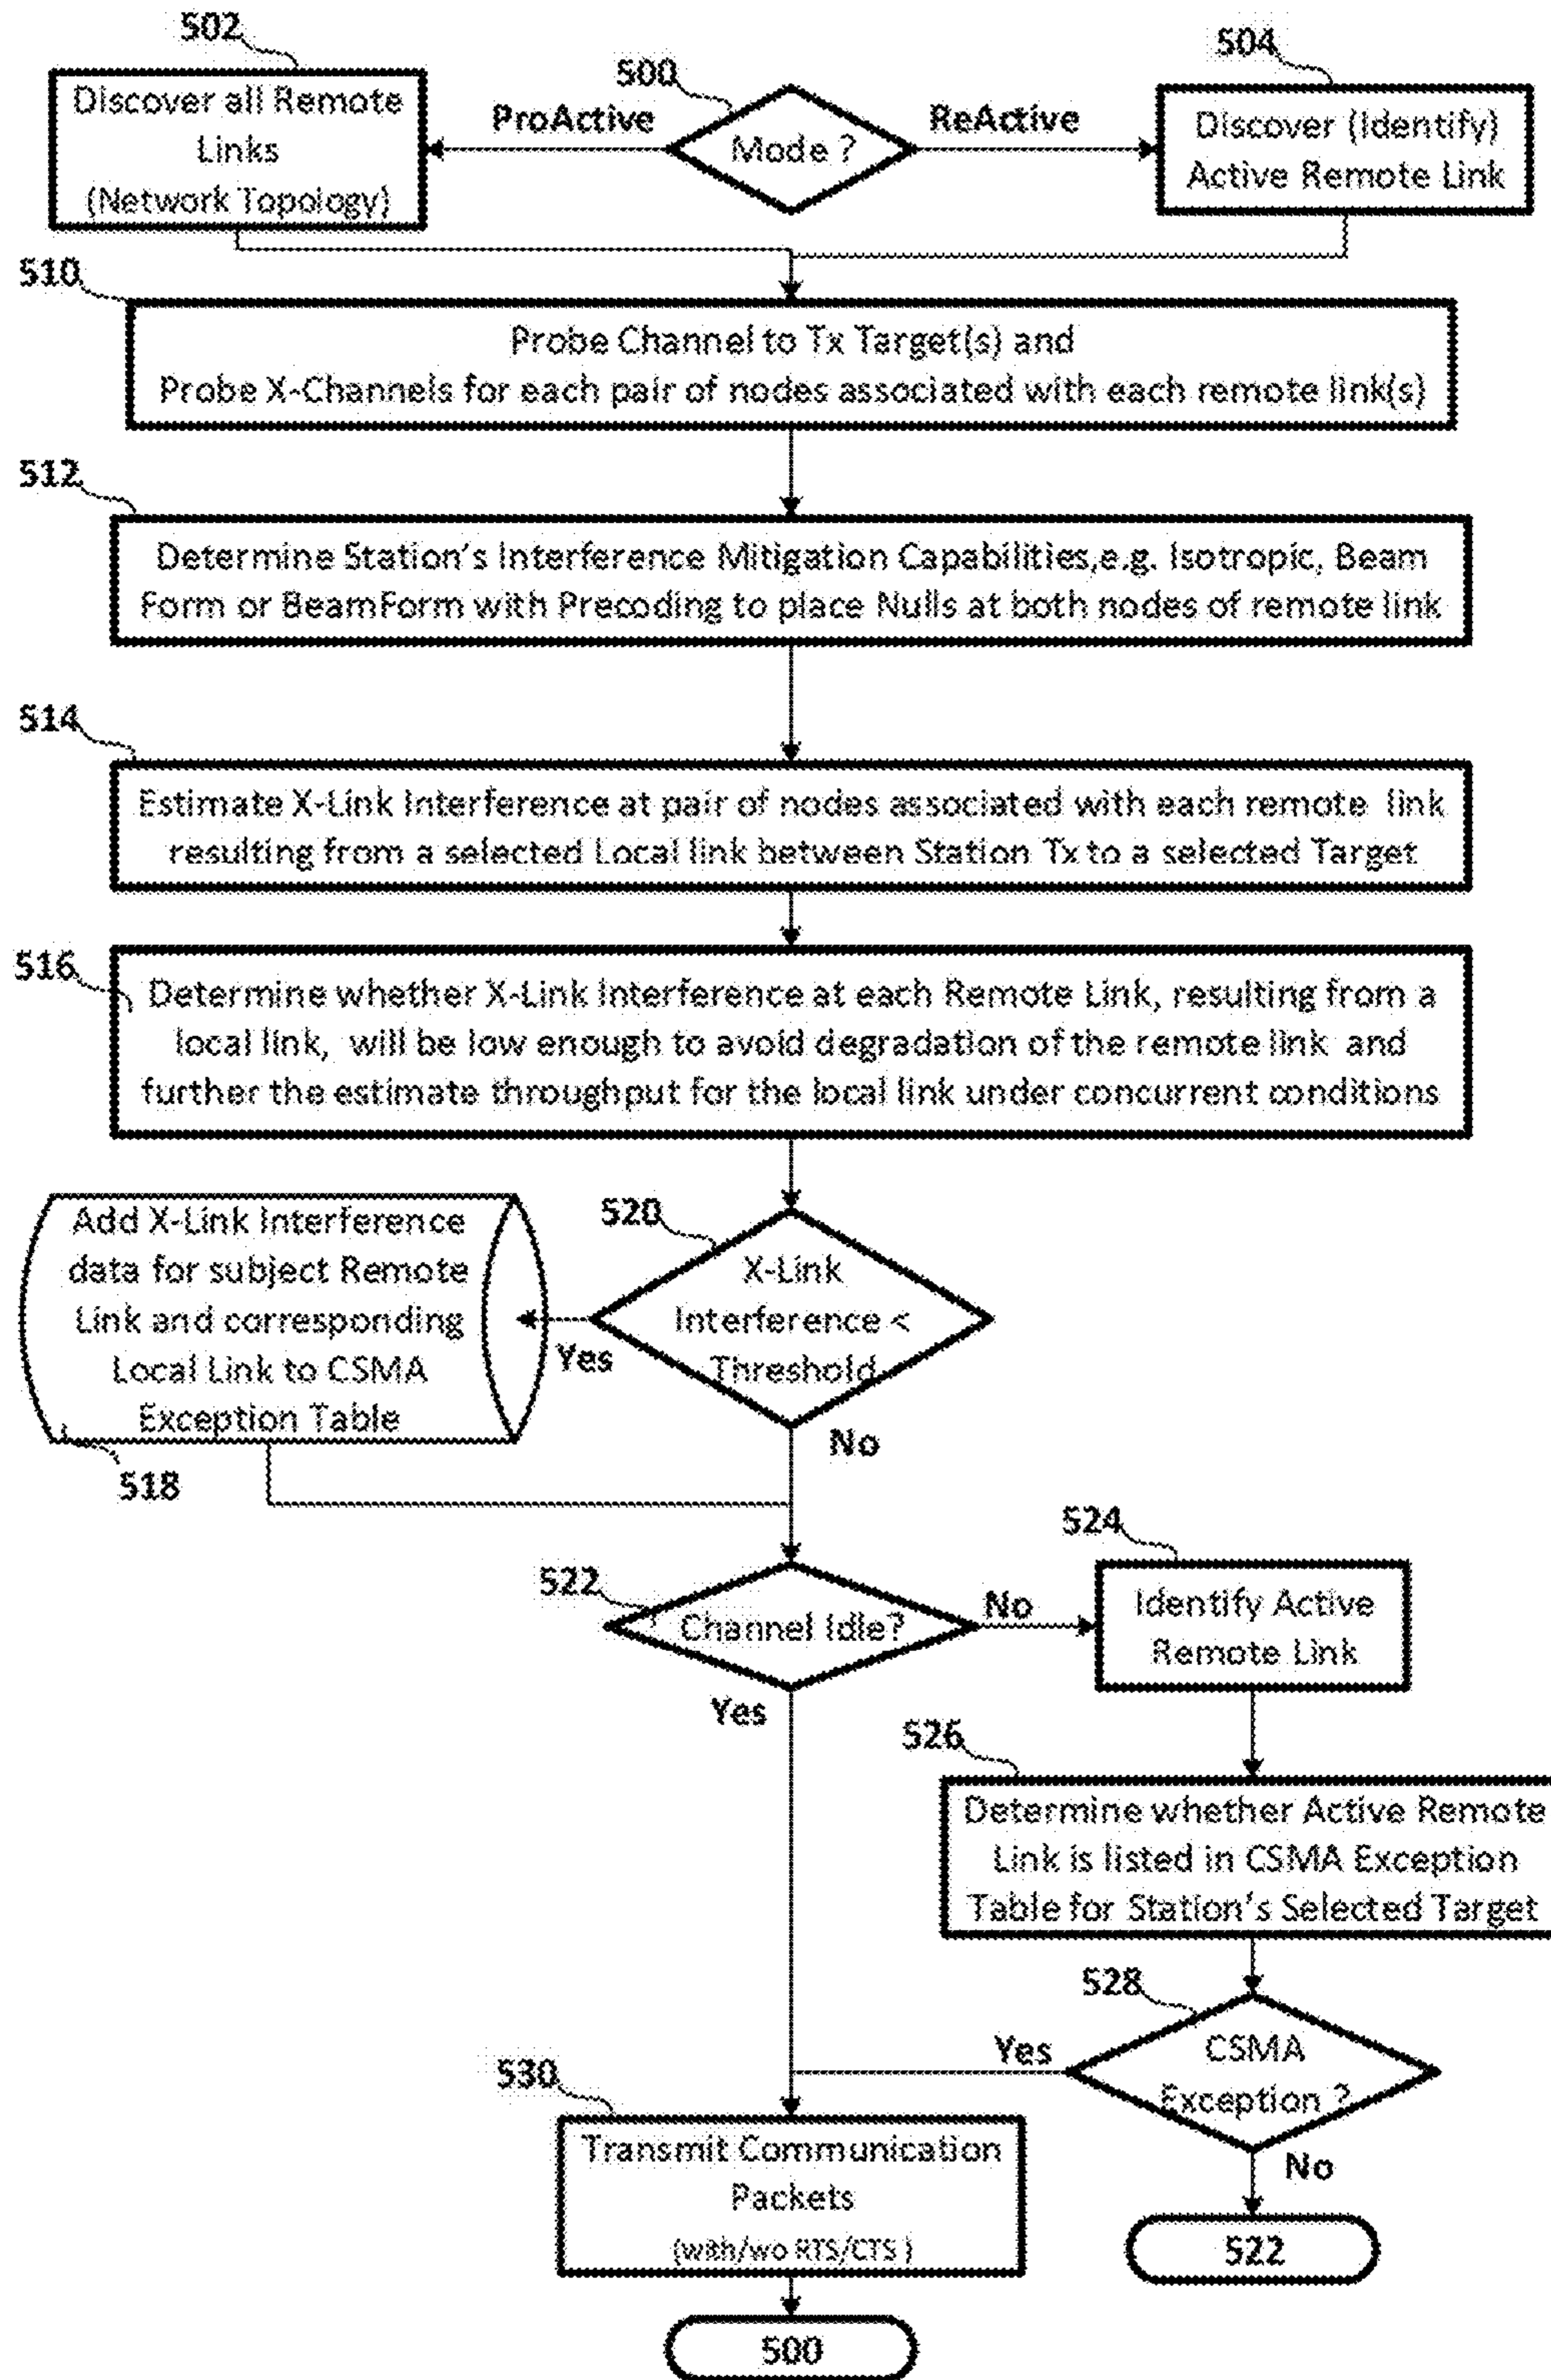 502
Discover all Remote
Links
(Network Topology)
500
ProActive
Mode ?
ReActive
504
Discover (Identify)
Active Remote Link
510
Probe Channel to Tx Target(s) and
Probe X-Channels for each pair of nodes associated with each remote link(s)
512
Determine Station's Interference Mitigation Capabilities,e.g. Isotropic, Beam
Form or BeamForm with Precoding to place Nulls at both nodes of remote link
514
Estimate X-Link Interference at pair of nodes associated with each remote link
resulting from a selected Local link between Station Tx to a selected Target
516
Determine whether X-Link Interference at each Remote Link, resulting from a
local link, will be low enough to avoid degradation of the remote link and
further the estimate throughput for the local link under concurrent conditions
520
X-Link
Interference <
Threshold
Yes
No
Add X-Link Interference
data for subject Remote
Link and corresponding
Local Link to CSMA
Exception Table
518
522
Channel Idle?
No
Yes
524
Identify Active
Remote Link
526
Determine whether Active Remote
Link is listed in CSMA Exception
Table for Station's Selected Target
528
CSMA
Exception ?
Yes
No
522
530
Transmit Communication
Packets
(with/wo RTS/CTS )
500